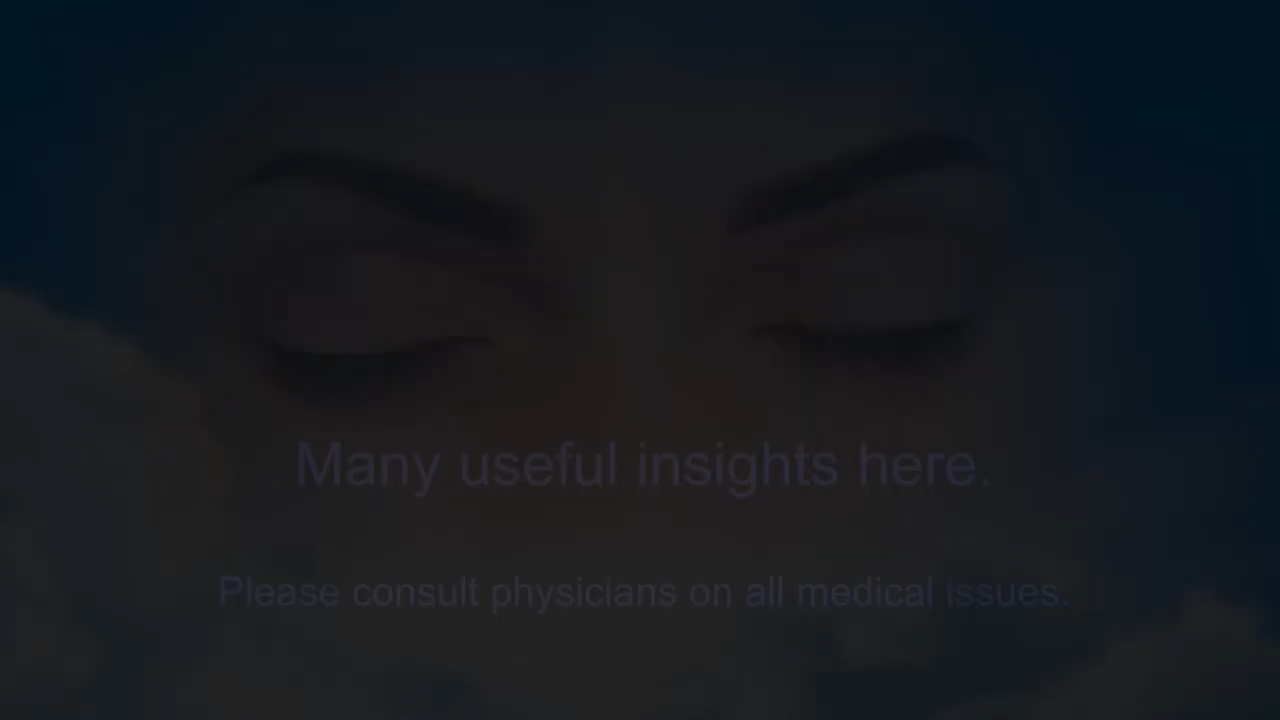 Many useful insights here.
Please consult physicians on all medical issues.